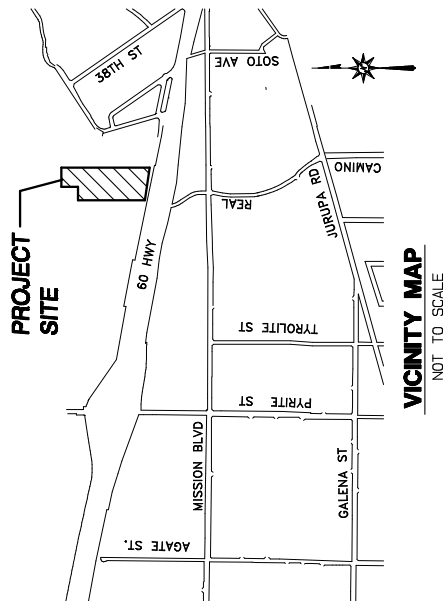 38TH ST
SOTO AVE
PROJECT
SITE
60 HWY
REAL
CAMINO
JURUPA RD
TYROLITE ST
PYRITE ST
MISSION BLVD
GALENA ST
AGATE ST.
VICINITY MAP
NOT TO SCALE